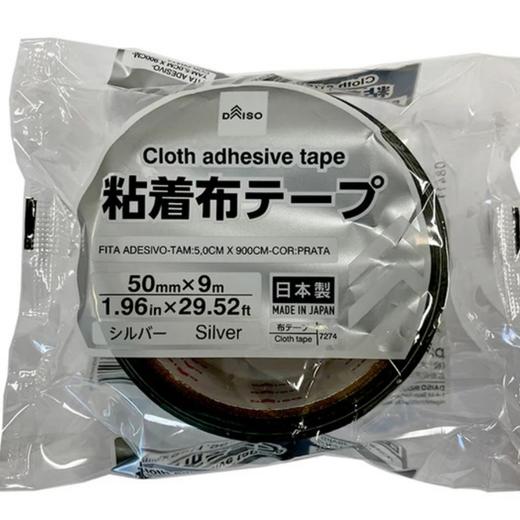 DAISO
Cloth adhesive tape
粘着布テープ
FITA ADESIVO-TAM:5,0CM X 900CM-COR:PRATA
50mm×9m
1.96in×29.52ft
日本製
MADE IN JAPAN
シルバー Silver
布テープ
Cloth tape
7274